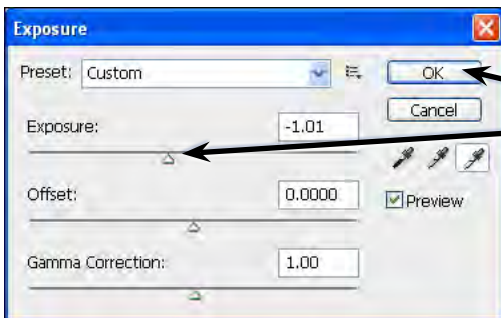 Exposure
Preset: Custom
OK
Cancel
Exposure: -1.01
Offset: 0.0000
Preview
Gamma Correction: 1.00